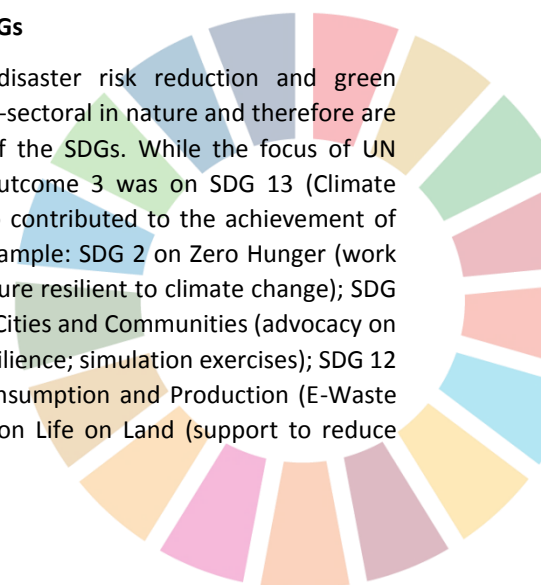 Gs
disaster risk reduction and green
-sectoral in nature and therefore are
f the SDGs. While the focus of UN
utcome 3 was on SDG 13 (Climate
contributed to the achievement of
ample: SDG 2 on Zero Hunger (work
ure resilient to climate change); SDG
Cities and Communities (advocacy on
ilience; simulation exercises); SDG 12
nsumption and Production (E-Waste
on Life on Land (support to reduce